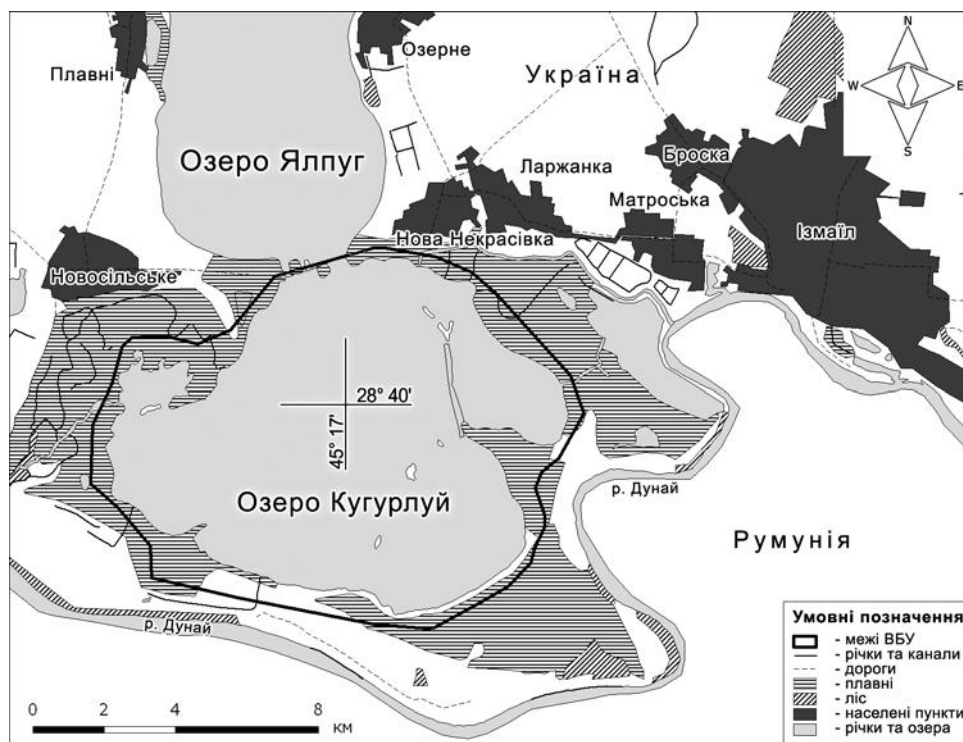 Плавні
Озерне
Україна
N
W
E
S
Озеро Ялпуг
Ларжанка
Броска
Матроська
Ізмаїл
Нова Некрасівка
Новосільське
28° 40'
45° 17'
р. Дунай
Озеро Кугурлуй
Румунія
р. Дунай
Умовні позначення
- межі ВБУ
- річки та канали
- дороги
- плавні
- ліс
- населені пункти
- річки та озера
0 2 4 8
км